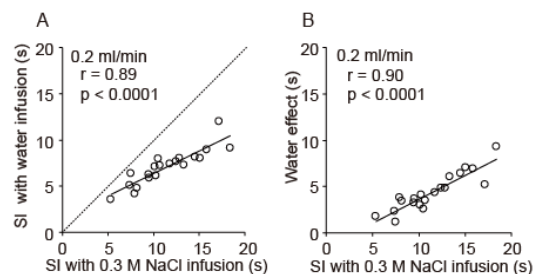 A
0.2 ml/min
r = 0.89
p < 0.0001
SI with water infusion (s)
20
15
10
5
0
0 5 10 15 20
SI with 0.3 M NaCl infusion (s)
B
0.2 ml/min
r = 0.90
p < 0.0001
Water effect (s)
20
15
10
5
0
0 5 10 15 20
SI with 0.3 M NaCl infusion (s)